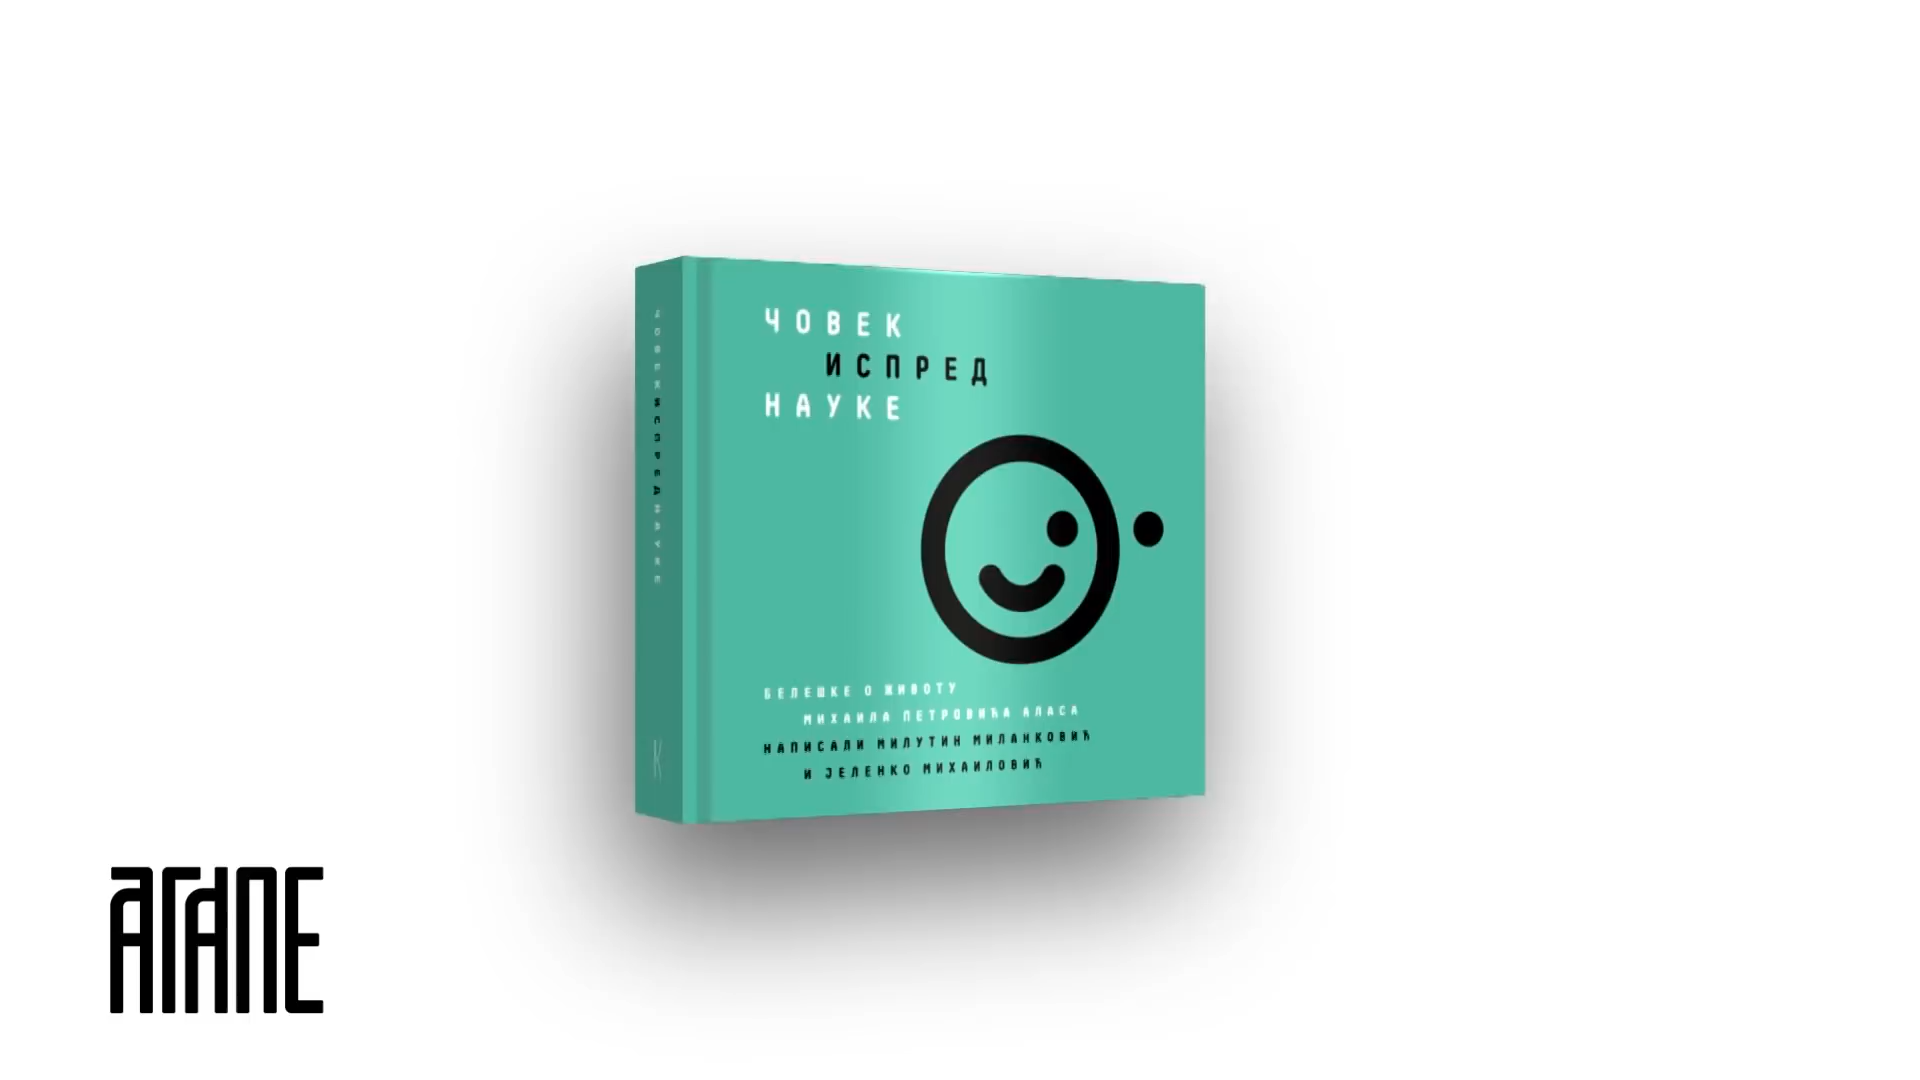 ЧОВЕК
ИСПРЕД
НАУКЕ
БЕЛЕШКЕ О ЖИВОТУ
МИХАИЛА ПЕТРОВИЋА АЛАСА
НАПИСАЛИ МИЛУТИН МИЛАНКОВИЋ
И ЈЕЛЕНКО МИХАИЛОВИЋ
ЧОВЕК ИСПРЕД НАУКЕ
К
АГАПЕ